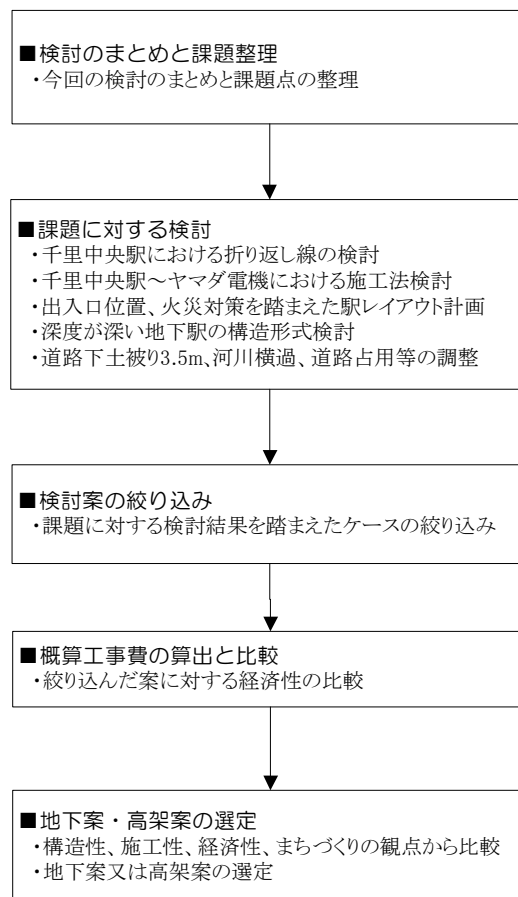 ■検討のまとめと課題整理
・今回の検討のまとめと課題点の整理
■課題に対する検討
・千里中央駅における折り返し線の検討
・千里中央駅～ヤマダ電機における施工法検討
・出入口位置、火災対策を踏まえた駅レイアウト計画
・深度が深い地下駅の構造形式検討
・道路下土被り3.5m、河川横過、道路占用等の調整
■検討案の絞り込み
・課題に対する検討結果を踏まえたケースの絞り込み
■概算工事費の算出と比較
・絞り込んだ案に対する経済性の比較
■地下案・高架案の選定
・構造性、施工性、経済性、まちづくりの観点から比較
・地下案又は高架案の選定